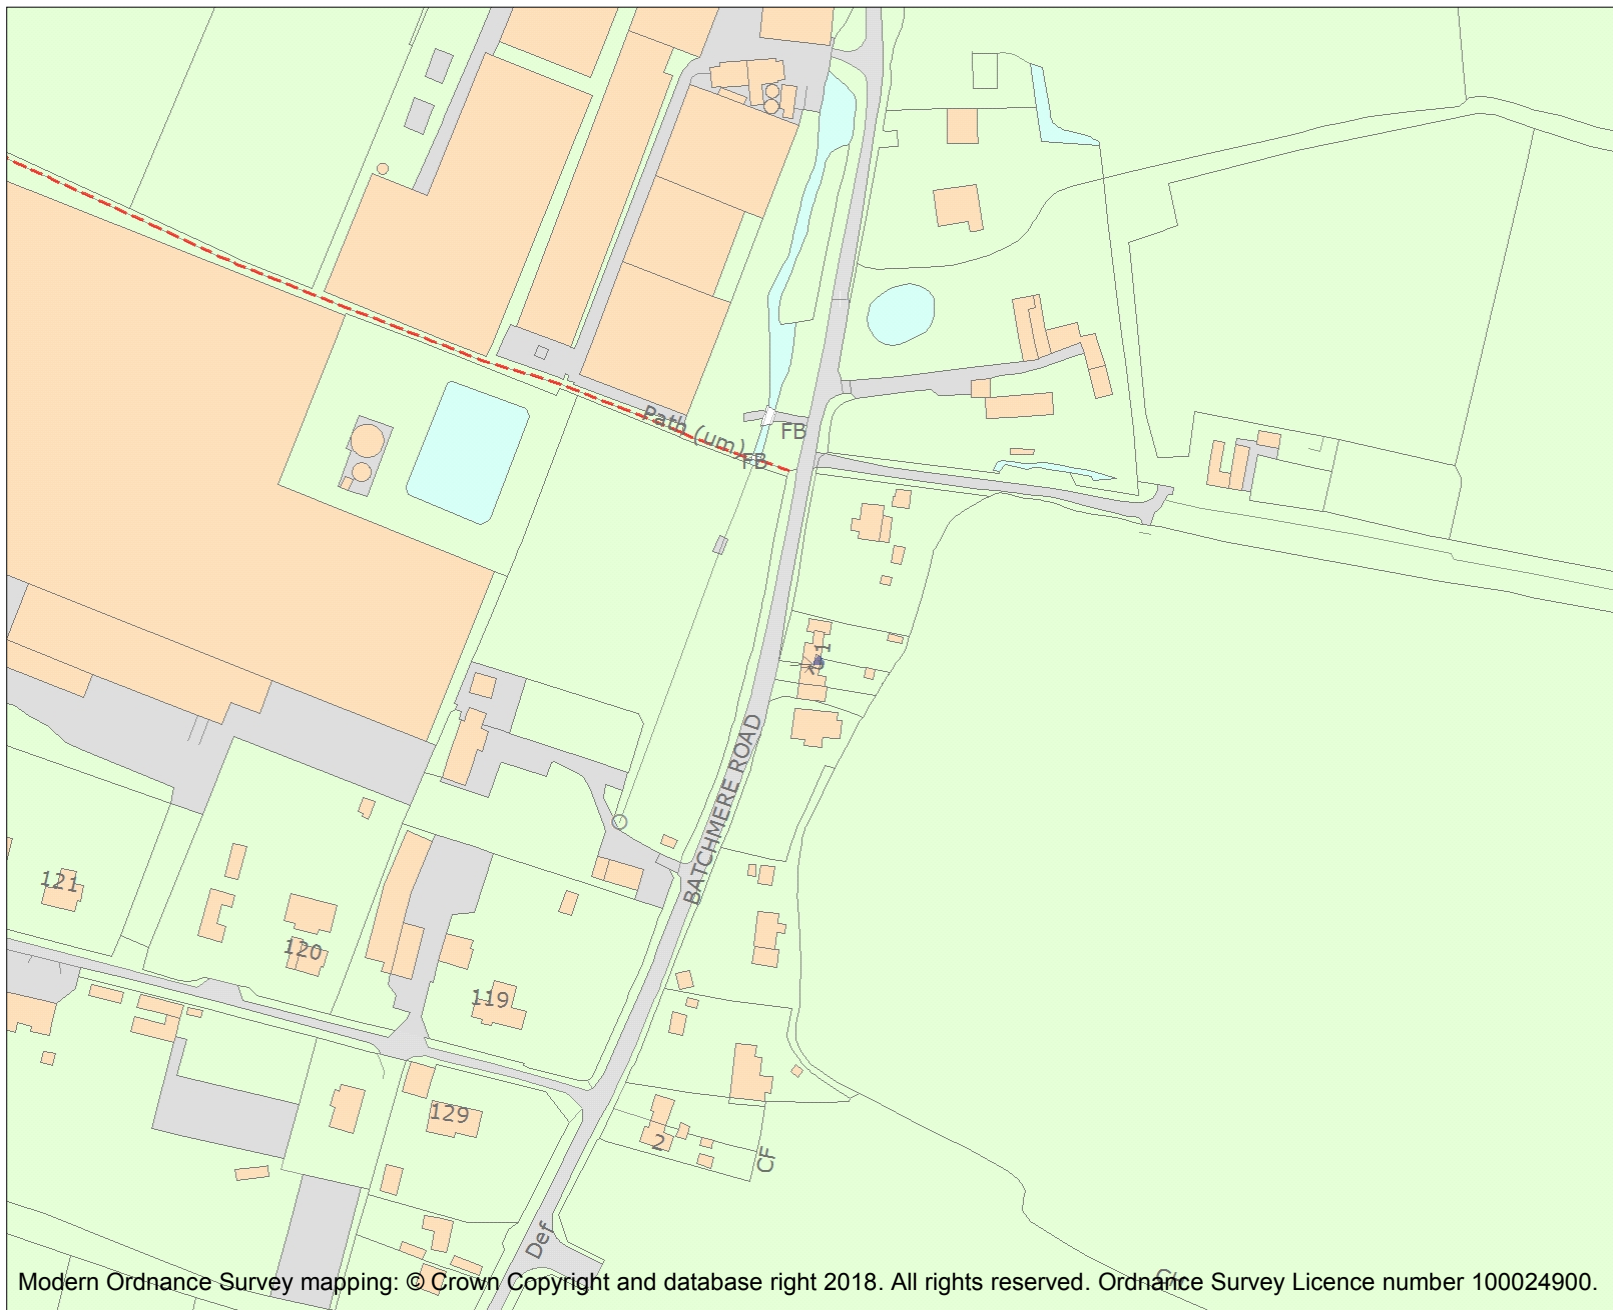 Path (um)
FB
FB
1
BATCHMERE ROAD
121
120
119
129
2
CF
Def
Modern Ordnance Survey mapping: © Crown Copyright and database right 2018. All rights reserved. Ordnance Survey Licence number 100024900.